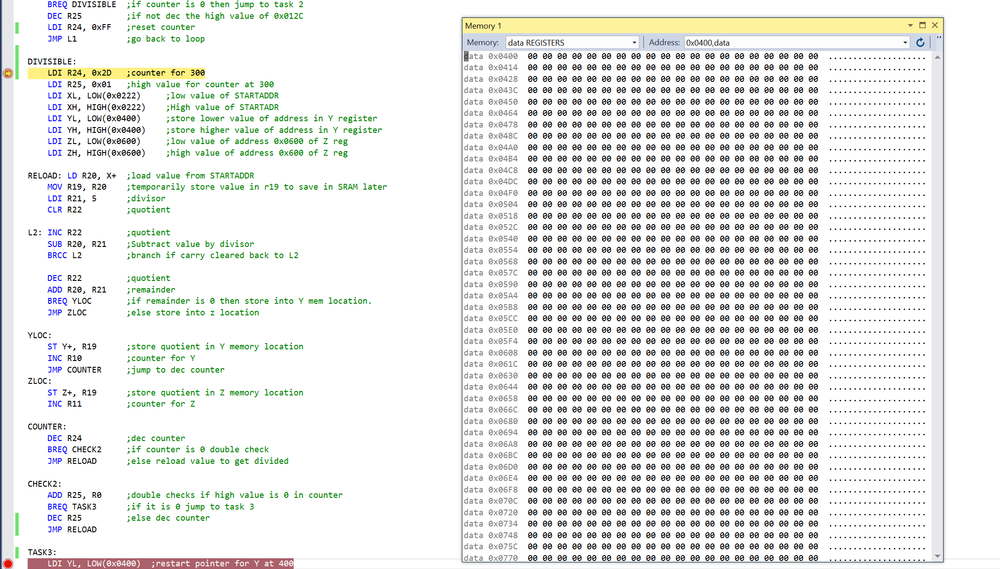 BREQ DIVISIBLE ;if counter is 0 then jump to task 2
DEC R25 ;if not dec the high value of 0x012C
LDI R24, 0xFF ;reset counter
JMP L1 ;go back to loop
DIVISIBLE:
LDI R24, 0x2D ;counter for 300
LDI R25, 0x01 ;high value for counter at 300
LDI XL, LOW(0x0222) ;low value of STARTADDR
LDI XH, HIGH(0x0222) ;High value of STARTADR
LDI YL, LOW(0x0400) ;store lower value of address in Y register
LDI YH, HIGH(0x0400) ;store higher value of address in Y register
LDI ZL, LOW(0x0600) ;low value of address 0x0600 of Z reg
LDI ZH, HIGH(0x0600) ;high value of address 0x600 of Z reg
RELOAD: LD R20, X+ ;load value from STARTADDR
MOV R19, R20 ;temporarily store value in r19 to save in SRAM later
LDI R21, 5 ;divisor
CLR R22 ;quotient
L2: INC R22 ;quotient
SUB R20, R21 ;Subtract value by divisor
BRCC L2 ;branch if carry cleared back to L2
DEC R22 ;quotient
ADD R20, R21 ;remainder
BREQ YLOC ;if remainder is 0 then store into Y mem location.
JMP ZLOC ;else store into z location
YLOC:
ST Y+, R19 ;store quotient in Y memory location
INC R10 ;counter for Y
JMP COUNTER ;jump to dec counter
ZLOC:
ST Z+, R19 ;store quotient in Z memory location
INC R11 ;counter for Z
COUNTER:
DEC R24 ;dec counter
BREQ CHECK2 ;if counter is 0 double check
JMP RELOAD ;else reload value to get divided
CHECK2:
ADD R25, R0 ;double checks if high value is 0 in counter
BREQ TASK3 ;if it is 0 jump to task 3
DEC R25 ;else dec counter
JMP RELOAD
TASK3:
LDI YL, LOW(0x0400) ;restart pointer for Y at 400
Memory 1
Memory: data REGISTERS Address: 0x0400,data
data 0x0400 00 00 00 00 00 00 00 00 00 00 00 00 00 00 00 00 00 00 00 00 ....................
data 0x0414 00 00 00 00 00 00 00 00 00 00 00 00 00 00 00 00 00 00 00 00 ....................
data 0x0428 00 00 00 00 00 00 00 00 00 00 00 00 00 00 00 00 00 00 00 00 ....................
data 0x043C 00 00 00 00 00 00 00 00 00 00 00 00 00 00 00 00 00 00 00 00 ....................
data 0x0450 00 00 00 00 00 00 00 00 00 00 00 00 00 00 00 00 00 00 00 00 ....................
data 0x0464 00 00 00 00 00 00 00 00 00 00 00 00 00 00 00 00 00 00 00 00 ....................
data 0x0478 00 00 00 00 00 00 00 00 00 00 00 00 00 00 00 00 00 00 00 00 ....................
data 0x048C 00 00 00 00 00 00 00 00 00 00 00 00 00 00 00 00 00 00 00 00 ....................
data 0x04A0 00 00 00 00 00 00 00 00 00 00 00 00 00 00 00 00 00 00 00 00 ....................
data 0x04B4 00 00 00 00 00 00 00 00 00 00 00 00 00 00 00 00 00 00 00 00 ....................
data 0x04C8 00 00 00 00 00 00 00 00 00 00 00 00 00 00 00 00 00 00 00 00 ....................
data 0x04DC 00 00 00 00 00 00 00 00 00 00 00 00 00 00 00 00 00 00 00 00 ....................
data 0x04F0 00 00 00 00 00 00 00 00 00 00 00 00 00 00 00 00 00 00 00 00 ....................
data 0x0504 00 00 00 00 00 00 00 00 00 00 00 00 00 00 00 00 00 00 00 00 ....................
data 0x0518 00 00 00 00 00 00 00 00 00 00 00 00 00 00 00 00 00 00 00 00 ....................
data 0x052C 00 00 00 00 00 00 00 00 00 00 00 00 00 00 00 00 00 00 00 00 ....................
data 0x0540 00 00 00 00 00 00 00 00 00 00 00 00 00 00 00 00 00 00 00 00 ....................
data 0x0554 00 00 00 00 00 00 00 00 00 00 00 00 00 00 00 00 00 00 00 00 ....................
data 0x0568 00 00 00 00 00 00 00 00 00 00 00 00 00 00 00 00 00 00 00 00 ....................
data 0x057C 00 00 00 00 00 00 00 00 00 00 00 00 00 00 00 00 00 00 00 00 ....................
data 0x0590 00 00 00 00 00 00 00 00 00 00 00 00 00 00 00 00 00 00 00 00 ....................
data 0x05A4 00 00 00 00 00 00 00 00 00 00 00 00 00 00 00 00 00 00 00 00 ....................
data 0x05B8 00 00 00 00 00 00 00 00 00 00 00 00 00 00 00 00 00 00 00 00 ....................
data 0x05CC 00 00 00 00 00 00 00 00 00 00 00 00 00 00 00 00 00 00 00 00 ....................
data 0x05E0 00 00 00 00 00 00 00 00 00 00 00 00 00 00 00 00 00 00 00 00 ....................
data 0x05F4 00 00 00 00 00 00 00 00 00 00 00 00 00 00 00 00 00 00 00 00 ....................
data 0x0608 00 00 00 00 00 00 00 00 00 00 00 00 00 00 00 00 00 00 00 00 ....................
data 0x061C 00 00 00 00 00 00 00 00 00 00 00 00 00 00 00 00 00 00 00 00 ....................
data 0x0630 00 00 00 00 00 00 00 00 00 00 00 00 00 00 00 00 00 00 00 00 ....................
data 0x0644 00 00 00 00 00 00 00 00 00 00 00 00 00 00 00 00 00 00 00 00 ....................
data 0x0658 00 00 00 00 00 00 00 00 00 00 00 00 00 00 00 00 00 00 00 00 ....................
data 0x066C 00 00 00 00 00 00 00 00 00 00 00 00 00 00 00 00 00 00 00 00 ....................
data 0x0680 00 00 00 00 00 00 00 00 00 00 00 00 00 00 00 00 00 00 00 00 ....................
data 0x0694 00 00 00 00 00 00 00 00 00 00 00 00 00 00 00 00 00 00 00 00 ....................
data 0x06A8 00 00 00 00 00 00 00 00 00 00 00 00 00 00 00 00 00 00 00 00 ....................
data 0x06BC 00 00 00 00 00 00 00 00 00 00 00 00 00 00 00 00 00 00 00 00 ....................
data 0x06D0 00 00 00 00 00 00 00 00 00 00 00 00 00 00 00 00 00 00 00 00 ....................
data 0x06E4 00 00 00 00 00 00 00 00 00 00 00 00 00 00 00 00 00 00 00 00 ....................
data 0x06F8 00 00 00 00 00 00 00 00 00 00 00 00 00 00 00 00 00 00 00 00 ....................
data 0x070C 00 00 00 00 00 00 00 00 00 00 00 00 00 00 00 00 00 00 00 00 ....................
data 0x0720 00 00 00 00 00 00 00 00 00 00 00 00 00 00 00 00 00 00 00 00 ....................
data 0x0734 00 00 00 00 00 00 00 00 00 00 00 00 00 00 00 00 00 00 00 00 ....................
data 0x0748 00 00 00 00 00 00 00 00 00 00 00 00 00 00 00 00 00 00 00 00 ....................
data 0x075C 00 00 00 00 00 00 00 00 00 00 00 00 00 00 00 00 00 00 00 00 ....................
data 0x0770 00 00 00 00 00 00 00 00 00 00 00 00 00 00 00 00 00 00 00 00 ....................